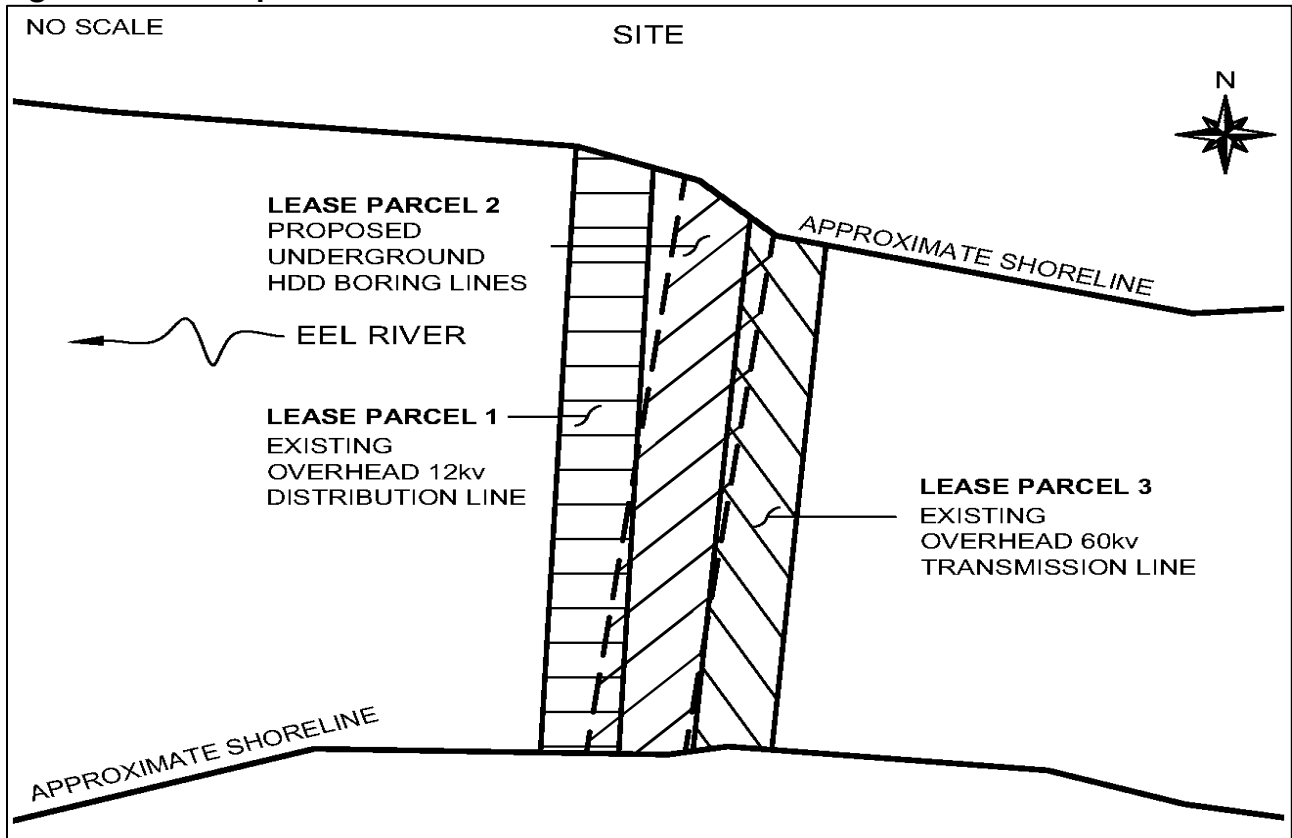 NO SCALE
SITE
N
LEASE PARCEL 2
PROPOSED
UNDERGROUND
HDD BORING LINES
APPROXIMATE SHORELINE
EEL RIVER
LEASE PARCEL 1
EXISTING
OVERHEAD 12kv
DISTRIBUTION LINE
LEASE PARCEL 3
EXISTING
OVERHEAD 60kv
TRANSMISSION LINE
APPROXIMATE SHORELINE